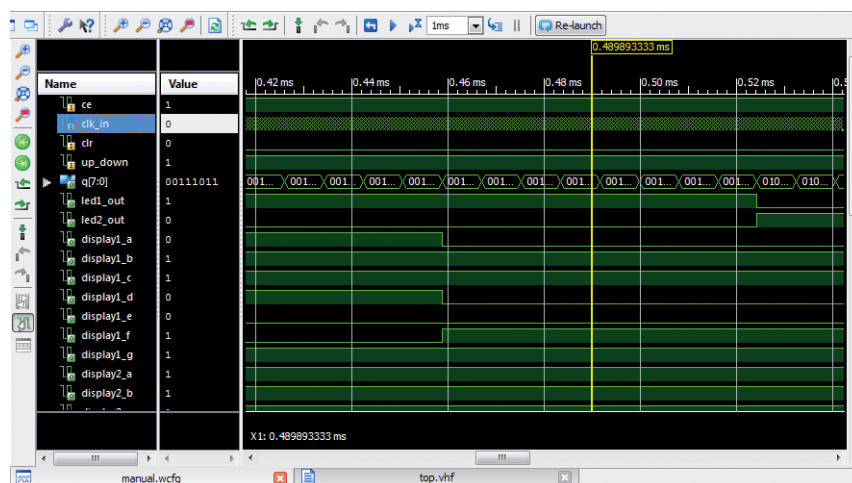 1ms Re-launch
0.489893333 ms
Name Value 0.42 ms 0.44 ms 0.46 ms 0.48 ms 0.50 ms 0.52 ms
ce 1
clk_in 0
clr 0
up_down 1
q[7:0] 00111011 001... 001... 001... 001... 001... 001... 001... 001... 001... 001... 001... 001... 001... 010... 010...
led1_out 1
led2_out 0
display1_a 0
display1_b 1
display1_c 1
display1_d 0
display1_e 0
display1_f 1
display1_g 1
display2_a 1
display2_b 1
X1: 0.489893333 ms
manual.wcfg top.vhf